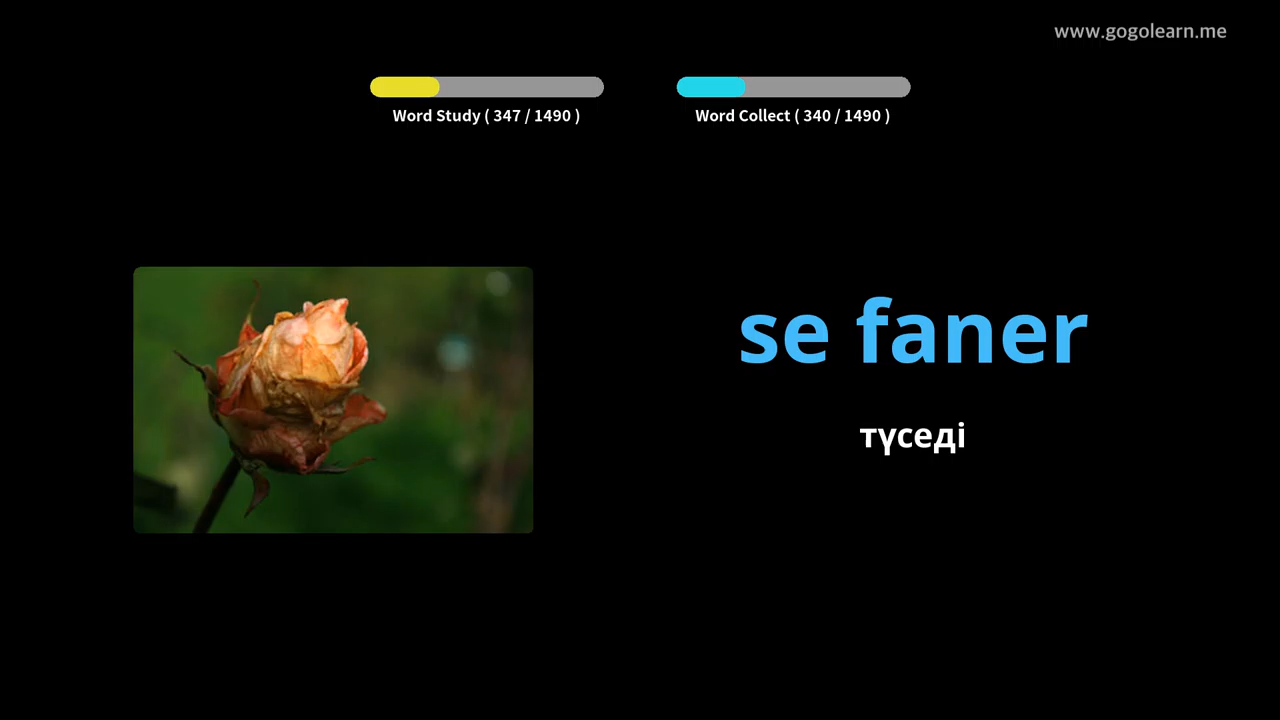 www.gogolearn.me
Word Study ( 347 / 1490 )
Word Collect ( 340 / 1490 )
se faner
түседі